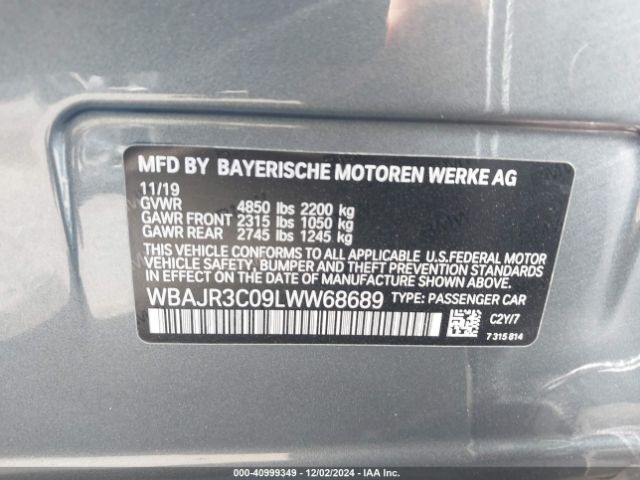 MFD BY BAYERISCHE MOTOREN WERKE AG
11/19
GVWR 4850 lbs 2200 kg
GAWR FRONT 2315 lbs 1050 kg
GAWR REAR 2745 lbs 1245 kg
THIS VEHICLE CONFORMS TO ALL APPLICABLE U.S.FEDERAL MOTOR
VEHICLE SAFETY, BUMPER AND THEFT PREVENTION STANDARDS
IN EFFECT ON THE DATE OF MANUFACTURE SHOWN ABOVE.
WBAJR3C09LWW68689 TYPE: PASSENGER CAR
C2Y/7
7 315 814
000-40999349 • 12/02/2024 - IAA Inc.